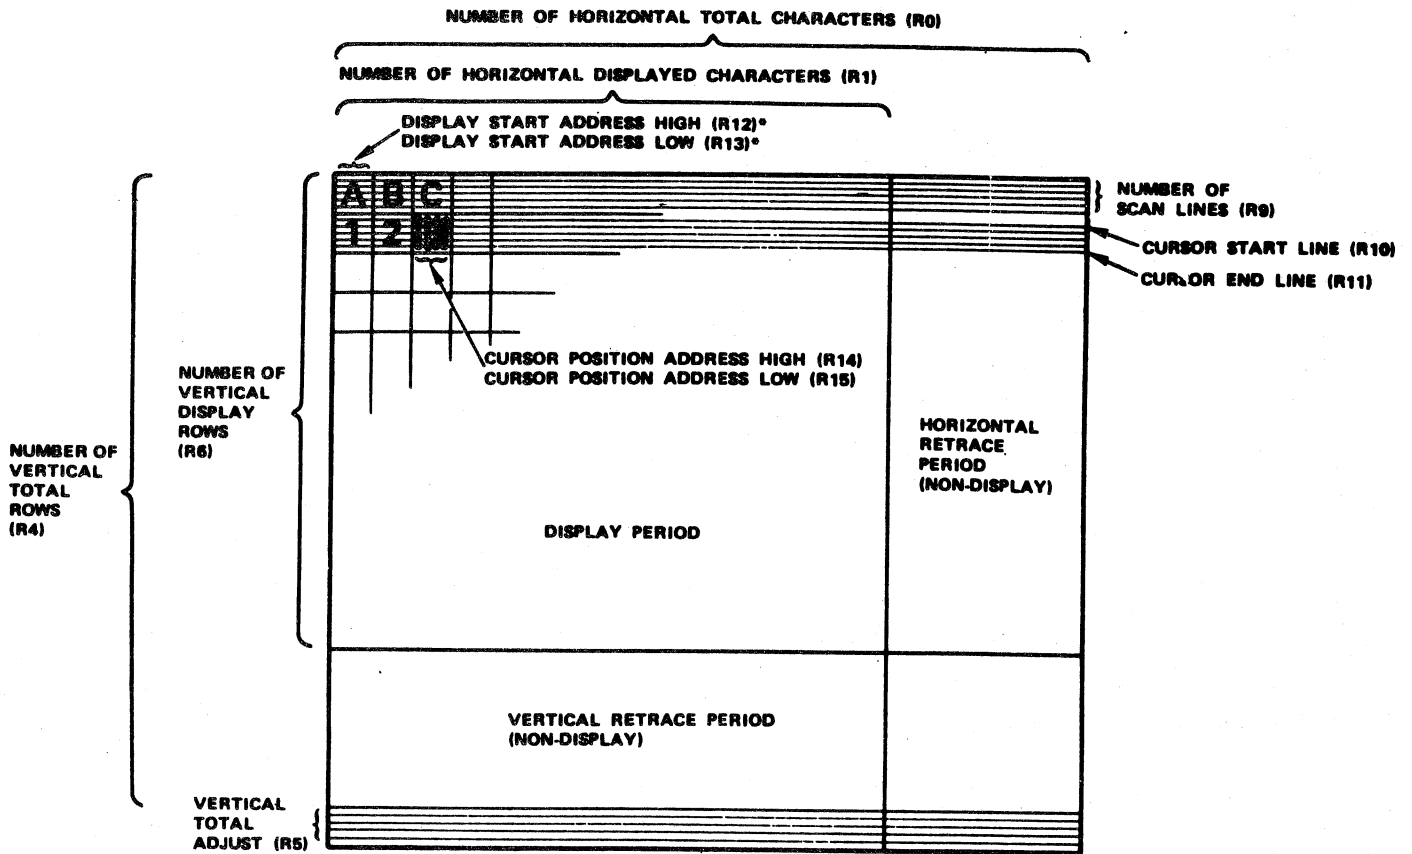 NUMBER OF HORIZONTAL TOTAL CHARACTERS (R0)
NUMBER OF HORIZONTAL DISPLAYED CHARACTERS (R1)
DISPLAY START ADDRESS HIGH (R12)*
DISPLAY START ADDRESS LOW (R13)*
A B C
1 2
NUMBER OF
SCAN LINES (R9)
CURSOR START LINE (R10)
CURSOR END LINE (R11)
CURSOR POSITION ADDRESS HIGH (R14)
CURSOR POSITION ADDRESS LOW (R15)
NUMBER OF
VERTICAL
DISPLAY
ROWS
(R6)
NUMBER OF
VERTICAL
TOTAL
ROWS
(R4)
HORIZONTAL
RETRACE
PERIOD
(NON-DISPLAY)
DISPLAY PERIOD
VERTICAL RETRACE PERIOD
(NON-DISPLAY)
VERTICAL
TOTAL
ADJUST (R5)